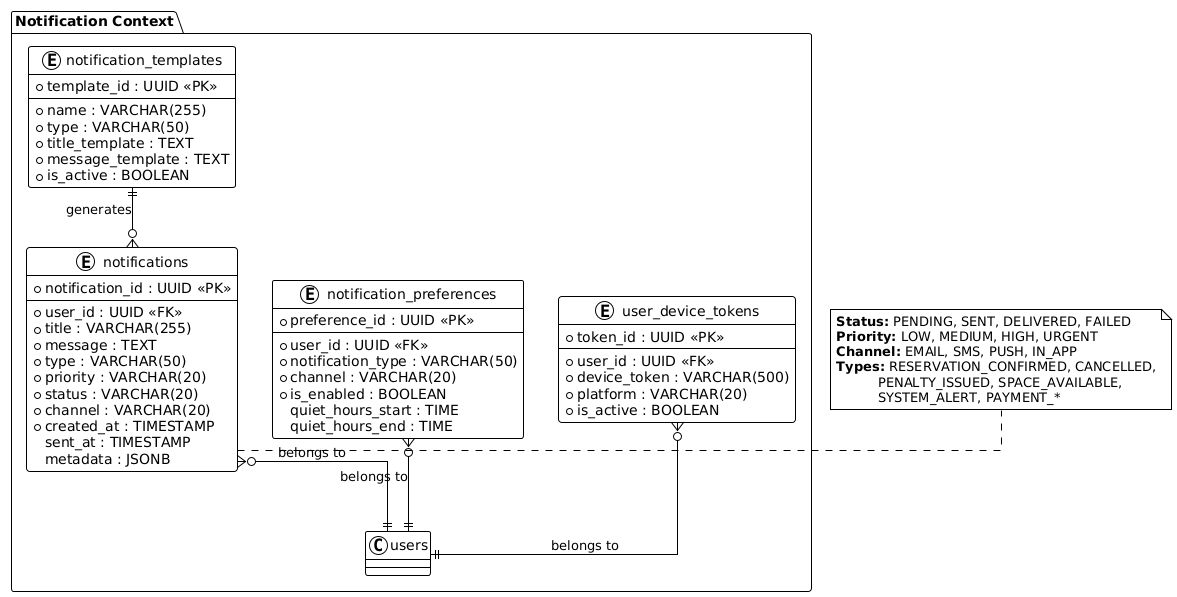 Notification Context
E notification_templates
template_id : UUID «PK»
name : VARCHAR(255)
type : VARCHAR(50)
title_template : TEXT
message_template : TEXT
is_active : BOOLEAN
generates
E notifications
notification_id : UUID «PK»
user_id : UUID «FK»
title : VARCHAR(255)
message : TEXT
type : VARCHAR(50)
priority : VARCHAR(20)
status : VARCHAR(20)
channel : VARCHAR(20)
created_at : TIMESTAMP
sent_at : TIMESTAMP
metadata : JSONB
E notification_preferences
preference_id : UUID «PK»
user_id : UUID «FK»
notification_type : VARCHAR(50)
channel : VARCHAR(20)
is_enabled : BOOLEAN
quiet_hours_start : TIME
quiet_hours_end : TIME
E user_device_tokens
token_id : UUID «PK»
user_id : UUID «FK»
device_token : VARCHAR(500)
platform : VARCHAR(20)
is_active : BOOLEAN
Status: PENDING, SENT, DELIVERED, FAILED
Priority: LOW, MEDIUM, HIGH, URGENT
Channel: EMAIL, SMS, PUSH, IN_APP
Types: RESERVATION_CONFIRMED, CANCELLED,
PENALTY_ISSUED, SPACE_AVAILABLE,
SYSTEM_ALERT, PAYMENT_*
belongs to
belongs to
belongs to
C users